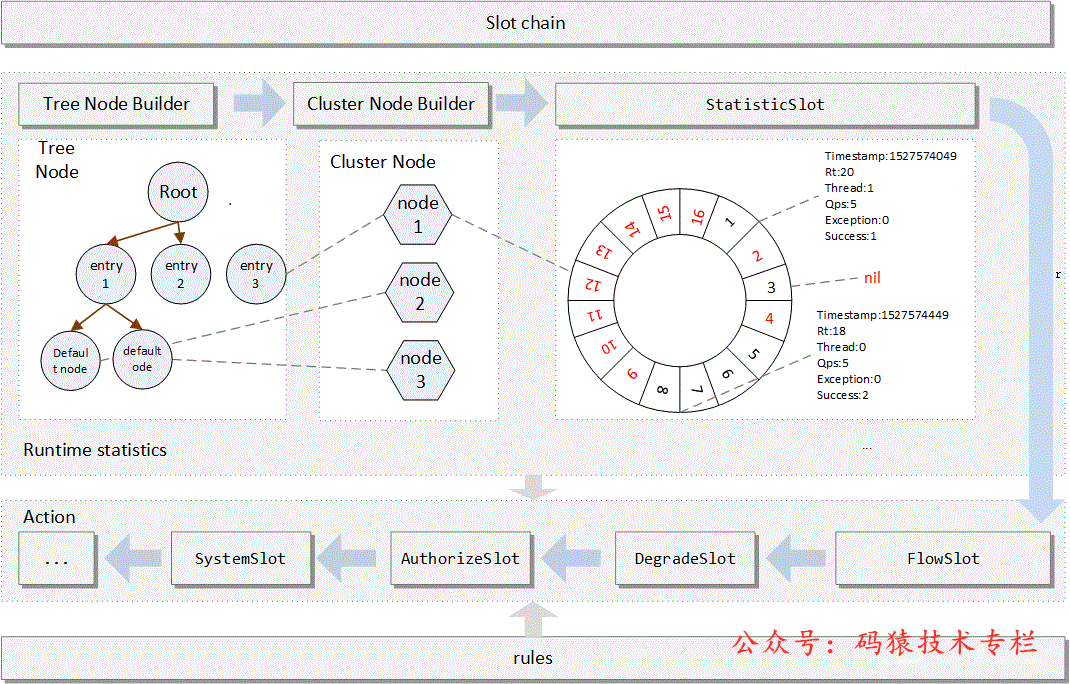 Slot chain
Tree Node Builder
Cluster Node Builder
StatisticSlot
Tree
Node
Root
.
entry
1
entry
2
entry
3
Defaul
t node
default
ode
Cluster Node
node
1
node
2
node
3
1
2
3
4
5
6
7
8
9
10
11
12
13
14
15
16
Timestamp:1527574049
Rt:20
Thread:1
Qps:5
Exception:0
Success:1
nil
r
Timestamp:1527574449
Rt:18
Thread:0
Qps:5
Exception:0
Success:2
...
Runtime statistics
Action
...
SystemSlot
AuthorizeSlot
DegradeSlot
FlowSlot
公众号：码猿技术专栏
rules